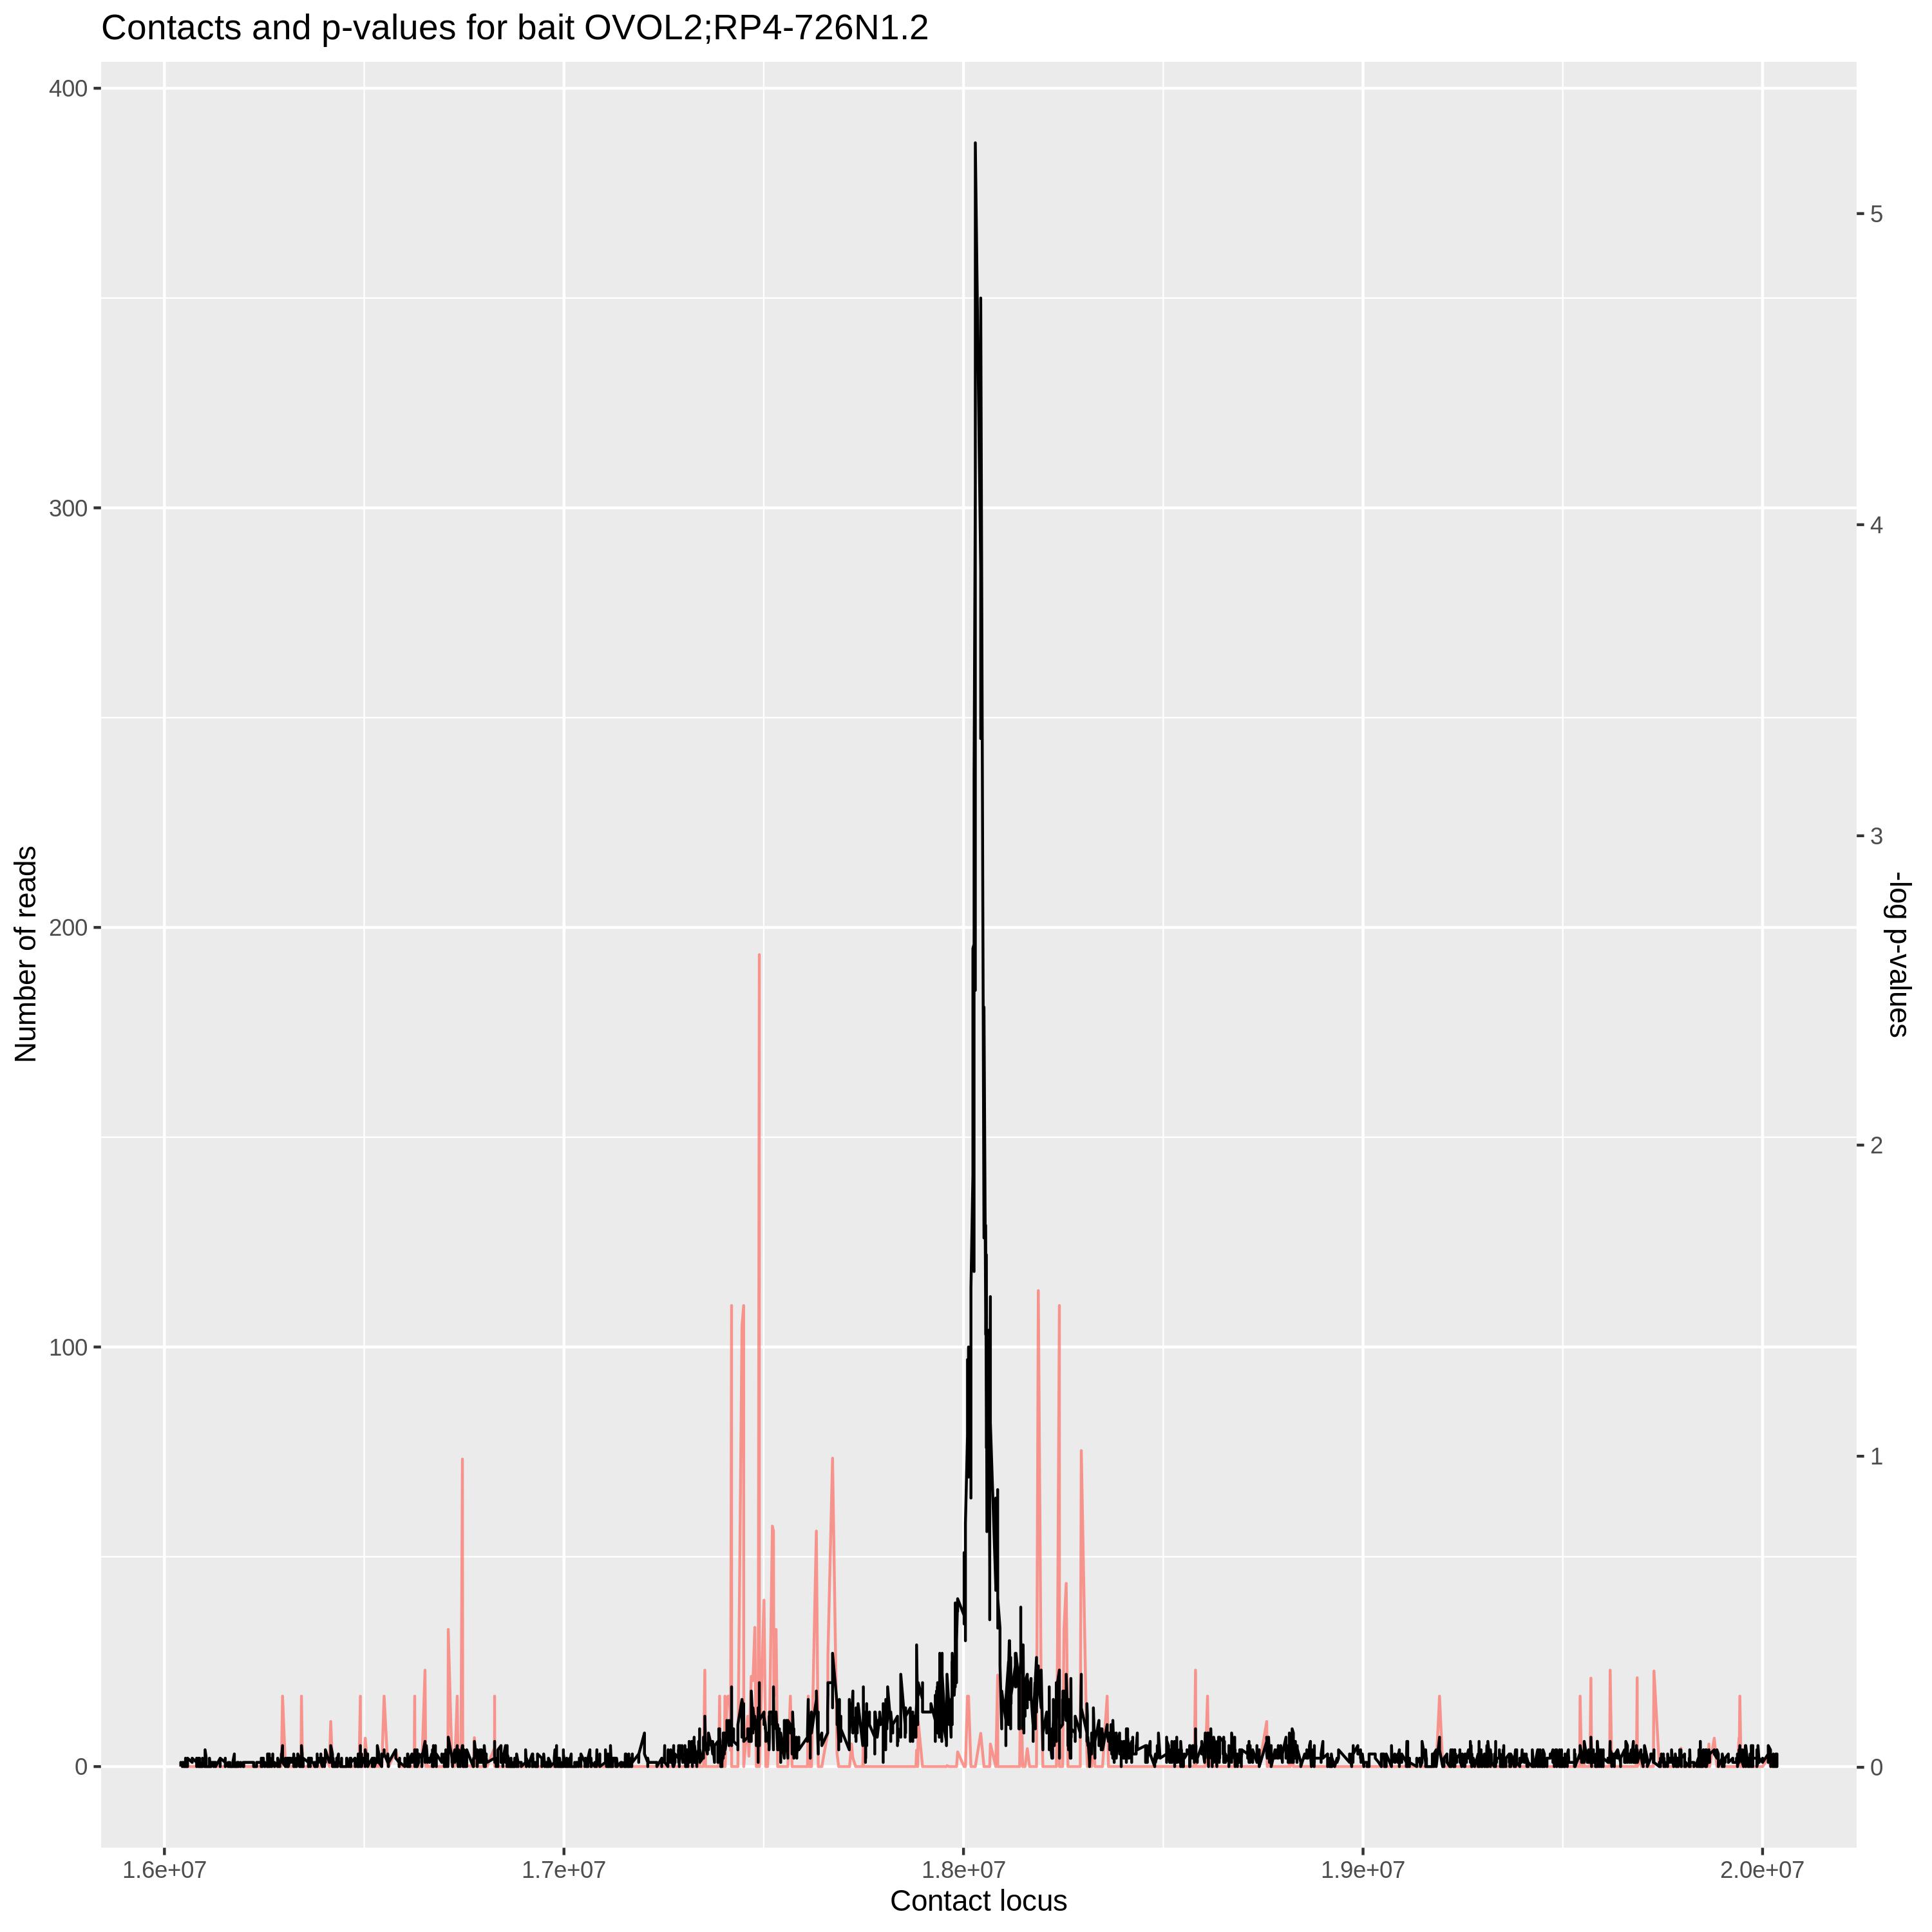 Contacts and p-values for bait OVOL2;RP4-726N1.2
400
300
200
100
0
Number of reads
5
4
3
2
1
0
-log p-values
1.6e+07 1.7e+07 1.8e+07 1.9e+07 2.0e+07
Contact locus